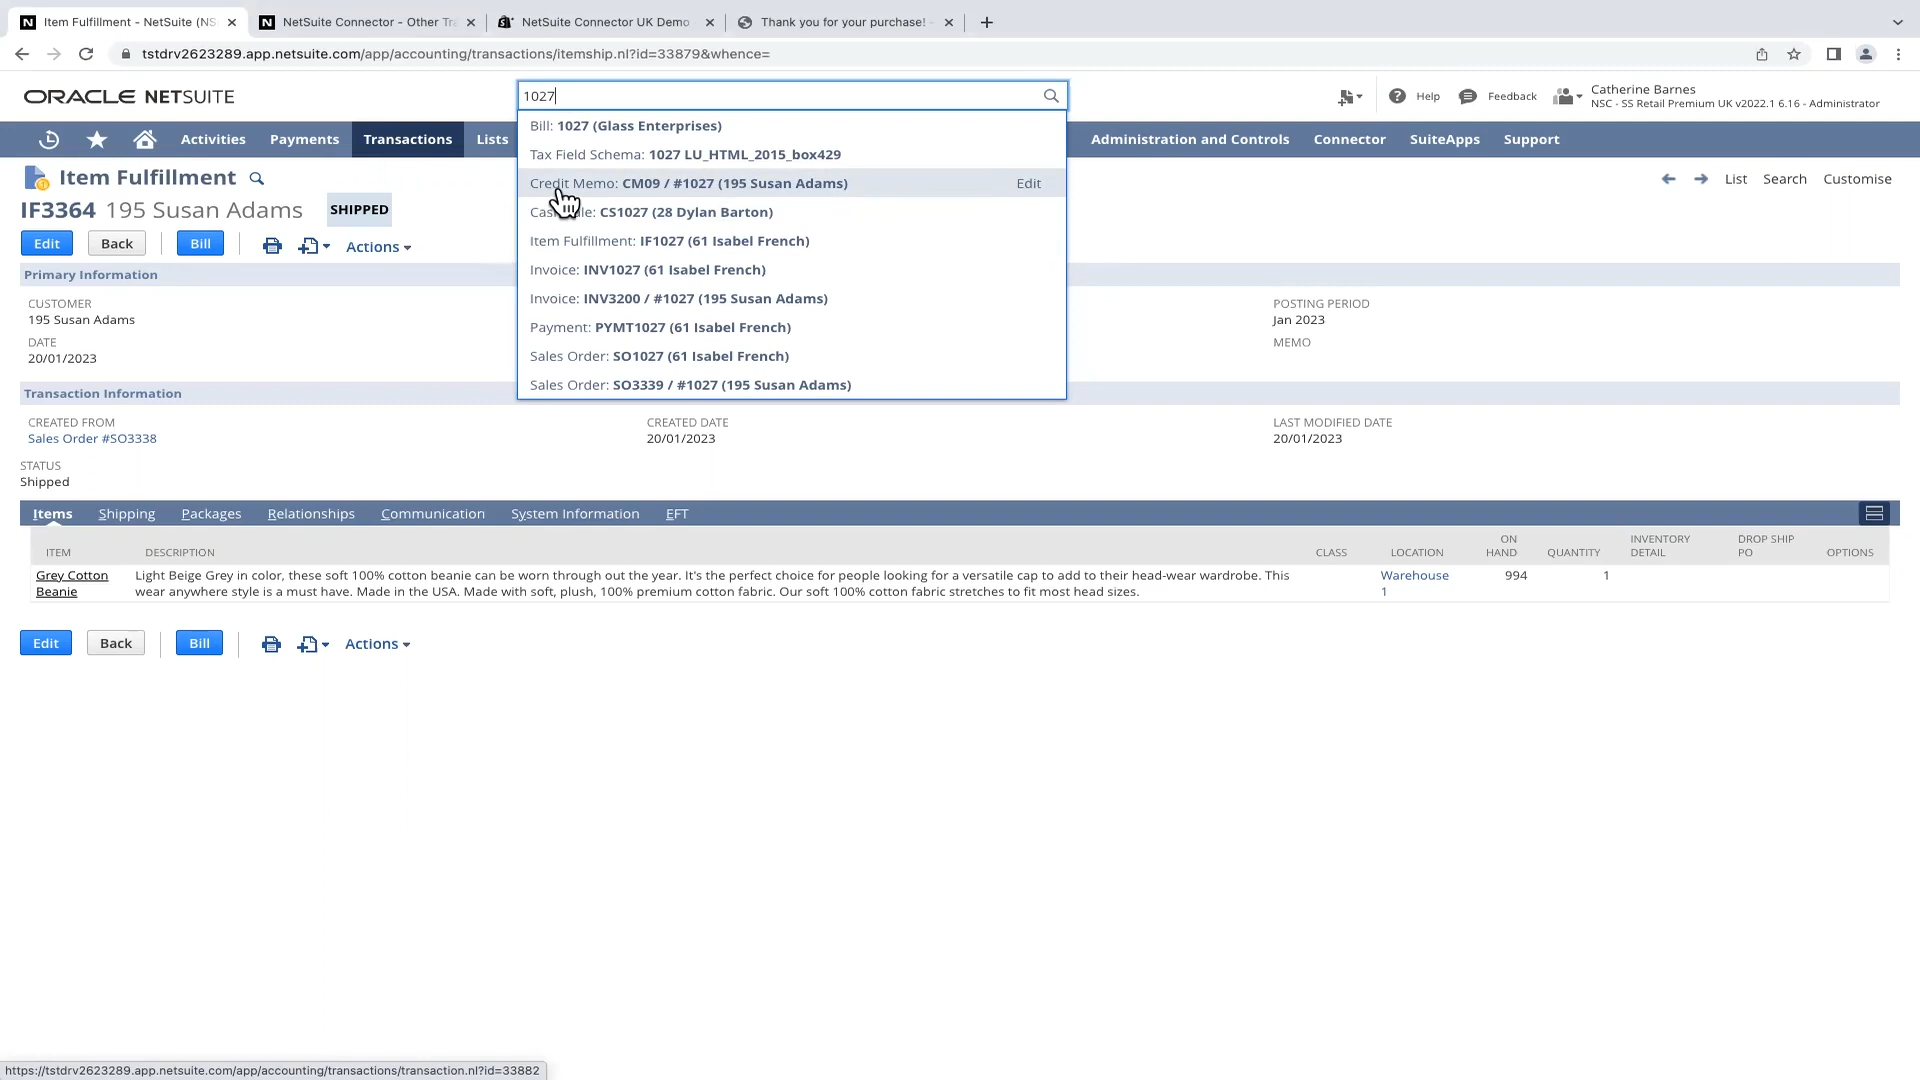 Item Fulfillment - NetSuite (NS
NetSuite Connector - Other Tra
NetSuite Connector UK Demo
Thank you for your purchase! -
tstdrv2623289.app.netsuite.com/app/accounting/transactions/itemship.nl?id=33879&whence=
ORACLE NETSUITE
1027
Help
Feedback
Catherine Barnes
NSC - SS Retail Premium UK v2022.1 6.16 - Administrator
Activities
Payments
Transactions
Lists
Administration and Controls
Connector
SuiteApps
Support
Bill: 1027 (Glass Enterprises)
Tax Field Schema: 1027 LU_HTML_2015_box429
Credit Memo: CM09 / #1027 (195 Susan Adams)
Edit
CS1027 (28 Dylan Barton)
Item Fulfillment: IF1027 (61 Isabel French)
Invoice: INV1027 (61 Isabel French)
Invoice: INV3200 / #1027 (195 Susan Adams)
Payment: PYMT1027 (61 Isabel French)
Sales Order: SO1027 (61 Isabel French)
Sales Order: SO3339 / #1027 (195 Susan Adams)
Item Fulfillment
List
Search
Customise
IF3364 195 Susan Adams SHIPPED
Edit
Back
Bill
Actions
Primary Information
CUSTOMER
195 Susan Adams
DATE
20/01/2023
POSTING PERIOD
Jan 2023
MEMO
Transaction Information
CREATED FROM
Sales Order #SO3338
CREATED DATE
20/01/2023
LAST MODIFIED DATE
20/01/2023
STATUS
Shipped
Items
Shipping
Packages
Relationships
Communication
System Information
EFT
ITEM
DESCRIPTION
CLASS
LOCATION
ON
HAND
QUANTITY
INVENTORY
DETAIL
DROP SHIP
PO
OPTIONS
Grey Cotton
Beanie
Light Beige Grey in color, these soft 100% cotton beanie can be worn through out the year. It's the perfect choice for people looking for a versatile cap to add to their head-wear wardrobe. This
wear anywhere style is a must have. Made in the USA. Made with soft, plush, 100% premium cotton fabric. Our soft 100% cotton fabric stretches to fit most head sizes.
Warehouse
1
994
1
Edit
Back
Bill
Actions
https://tstdrv2623289.app.netsuite.com/app/accounting/transactions/transaction.nl?id=33882